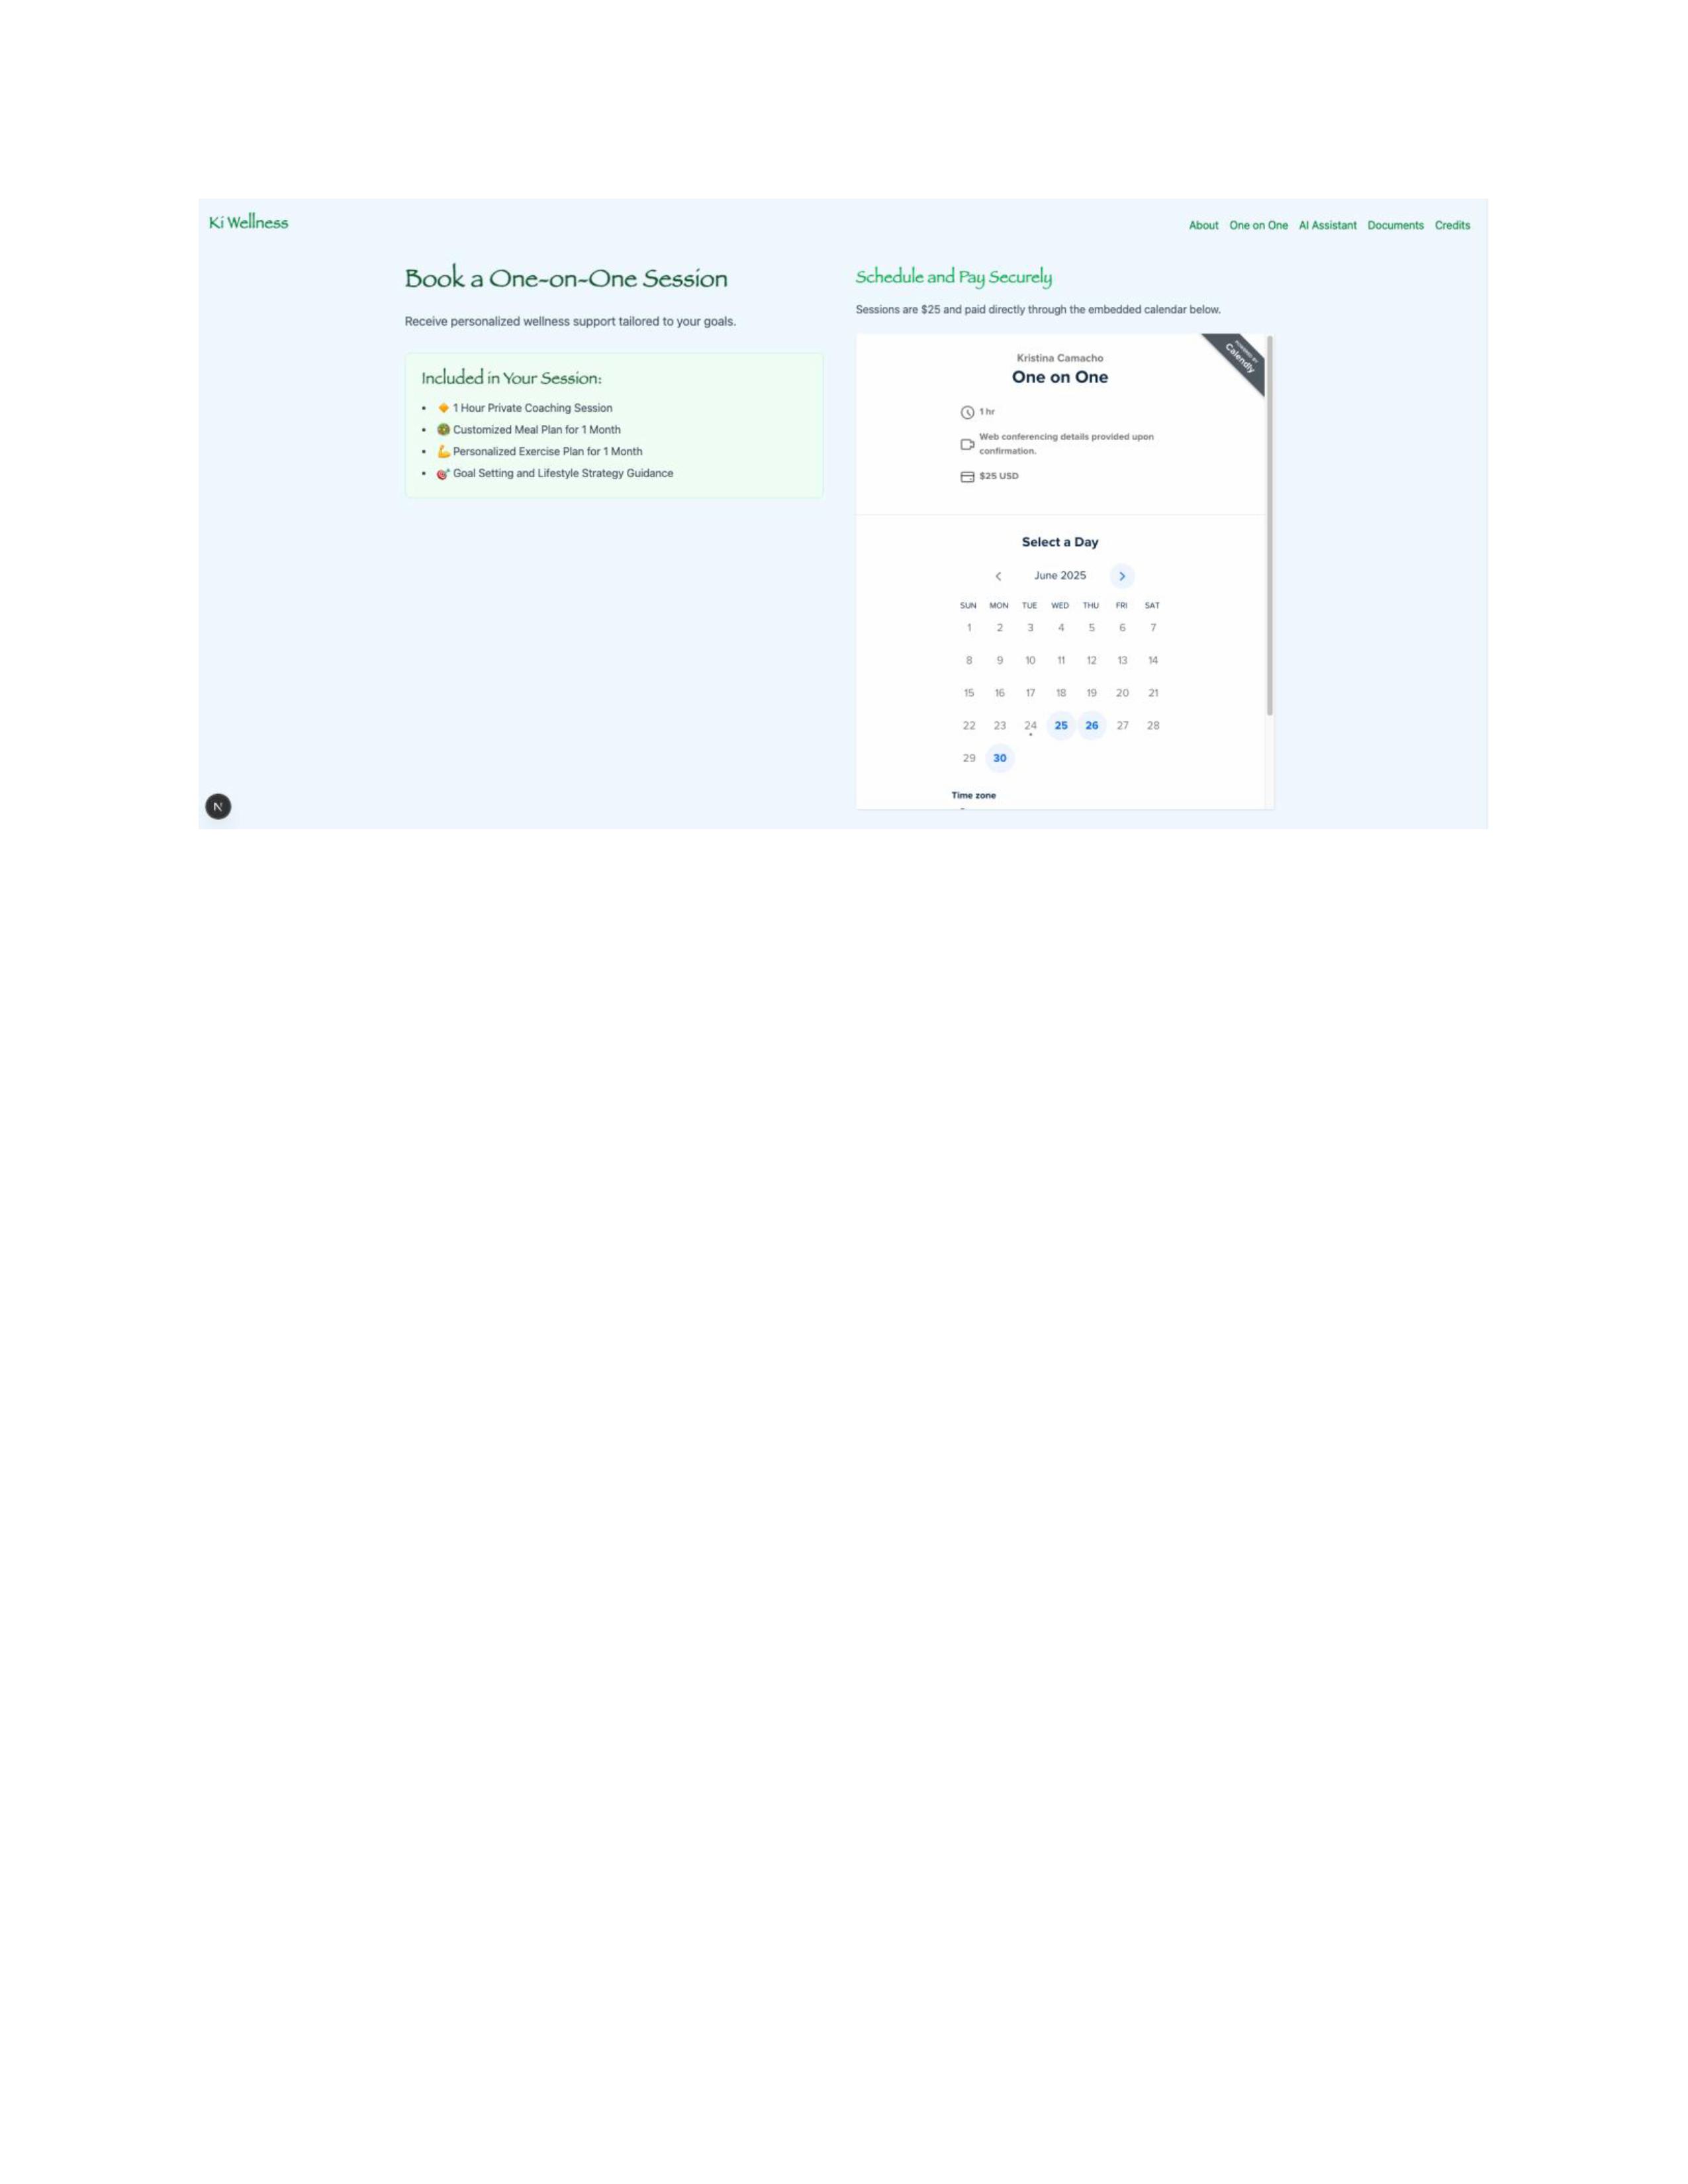 Ki Wellness
About One on One AI Assistant Documents Credits
Book a One-on-One Session
Receive personalized wellness support tailored to your goals.
Included in Your Session:
• 🔸 1 Hour Private Coaching Session
• 🥗 Customized Meal Plan for 1 Month
• 💪 Personalized Exercise Plan for 1 Month
• 🎯 Goal Setting and Lifestyle Strategy Guidance
Schedule and Pay Securely
Sessions are $25 and paid directly through the embedded calendar below.
POWERED BY
Calendly
Kristina Camacho
One on One
1 hr
Web conferencing details provided upon
confirmation.
$25 USD
Select a Day
June 2025
SUN MON TUE WED THU FRI SAT
1 2 3 4 5 6 7
8 9 10 11 12 13 14
15 16 17 18 19 20 21
22 23 24 25 26 27 28
29 30
Time zone
N